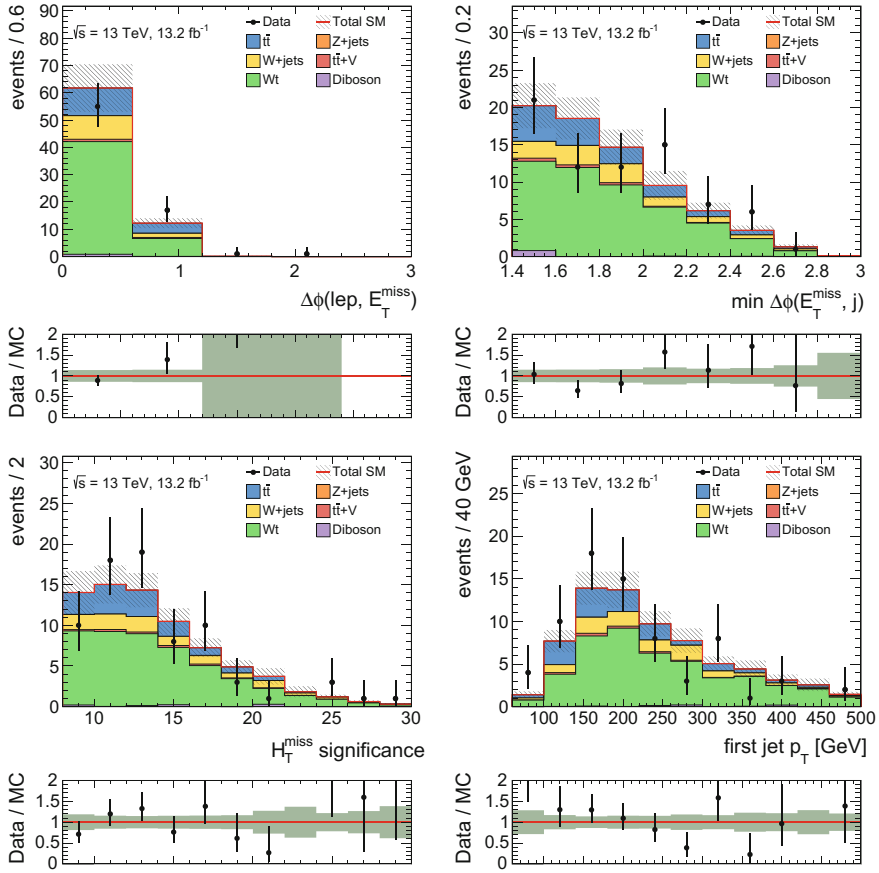 events / 0.6
90
80
70
60
50
40
30
20
10
0
√s = 13 TeV, 13.2 fb⁻¹
Data
Total SM
tt̄
Z+jets
W+jets
tt̄+V
Wt
Diboson
0 1 2 3
Δϕ(lep, E_T^miss)
Data / MC
2
1.5
1
0.5
0
events / 0.2
30
25
20
15
10
5
0
√s = 13 TeV, 13.2 fb⁻¹
Data
Total SM
tt̄
Z+jets
W+jets
tt̄+V
Wt
Diboson
1.4 1.6 1.8 2 2.2 2.4 2.6 2.8 3
min Δϕ(E_T^miss, j)
Data / MC
2
1.5
1
0.5
0
events / 2
30
25
20
15
10
5
0
√s = 13 TeV, 13.2 fb⁻¹
Data
Total SM
tt̄
Z+jets
W+jets
tt̄+V
Wt
Diboson
10 15 20 25 30
H_T^miss significance
Data / MC
2
1.5
1
0.5
0
events / 40 GeV
25
20
15
10
5
0
√s = 13 TeV, 13.2 fb⁻¹
Data
Total SM
tt̄
Z+jets
W+jets
tt̄+V
Wt
Diboson
100 150 200 250 300 350 400 450 500
first jet p_T [GeV]
Data / MC
2
1.5
1
0.5
0